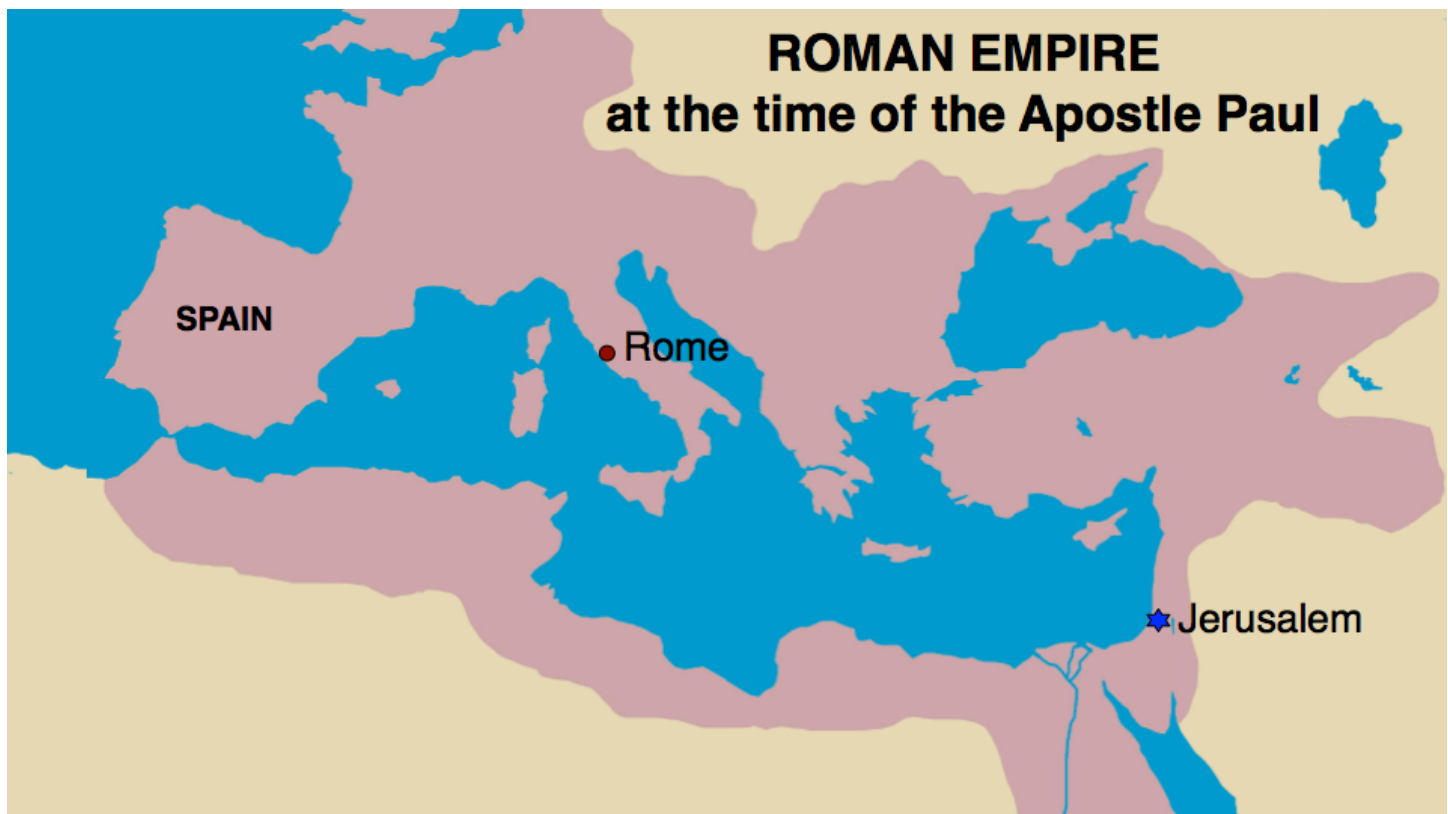 ROMAN EMPIRE
at the time of the Apostle Paul
SPAIN
Rome
Jerusalem